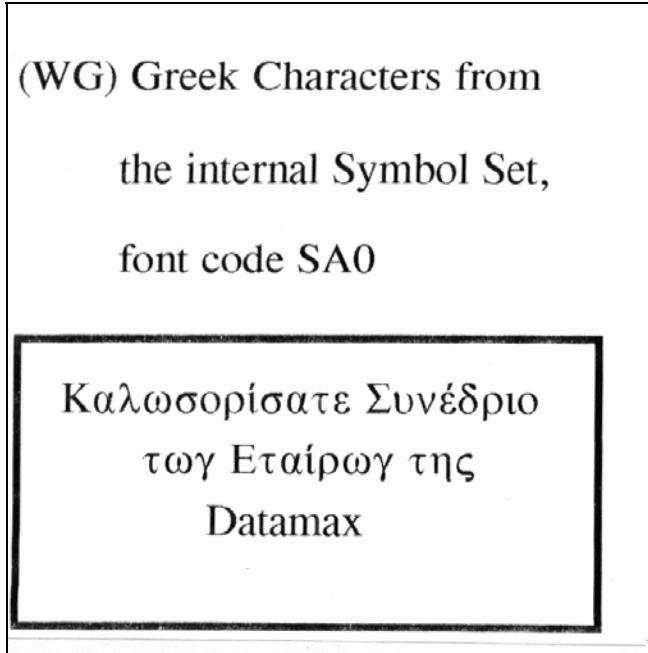 (WG) Greek Characters from
the internal Symbol Set,
font code SA0
Καλωσορίσατε Συνέδριο
τωγ Εταίρωγ της
Datamax